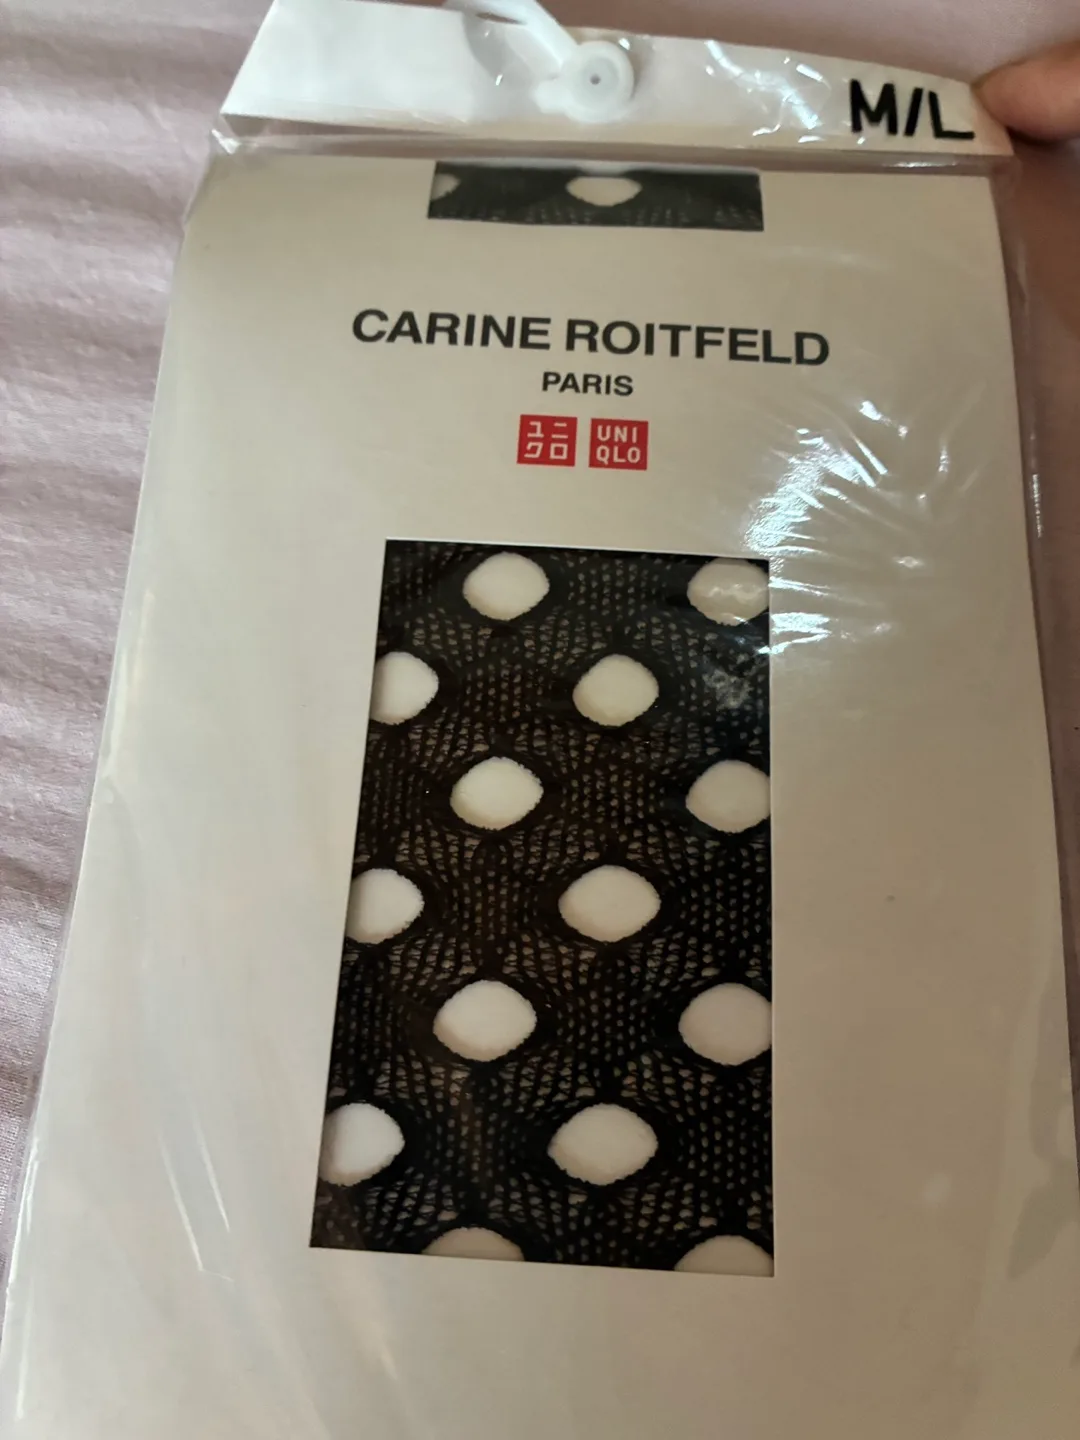 M/L
CARINE ROITFELD
PARIS
ユニ
クロ
UNI
QLO